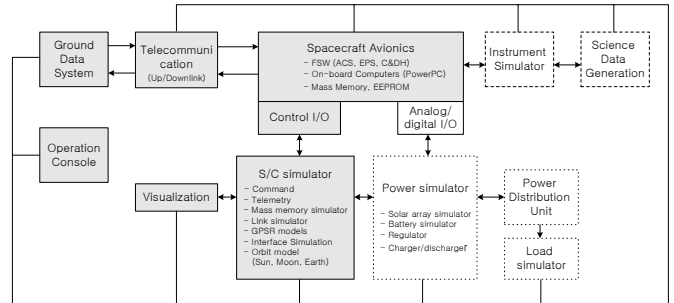 Ground
Data
System
Telecommuni
cation
(Up/Downlink)
Spacecraft Avionics
- FSW (ACS, EPS, C&DH)
- On-board Computers (PowerPC)
- Mass Memory, EEPROM
Instrument
Simulator
Science
Data
Generation
Control I/O
Analog/
digital I/O
Operation
Console
Visualization
S/C simulator
- Command
- Telemetry
- Mass memory simulator
- Link simulator
- GPSR models
- Interface Simulation
- Orbit model
(Sun, Moon, Earth)
Power simulator
- Solar array simulator
- Battery simulator
- Regulator
- Charger/discharger
Power
Distribution
Unit
Load
simulator